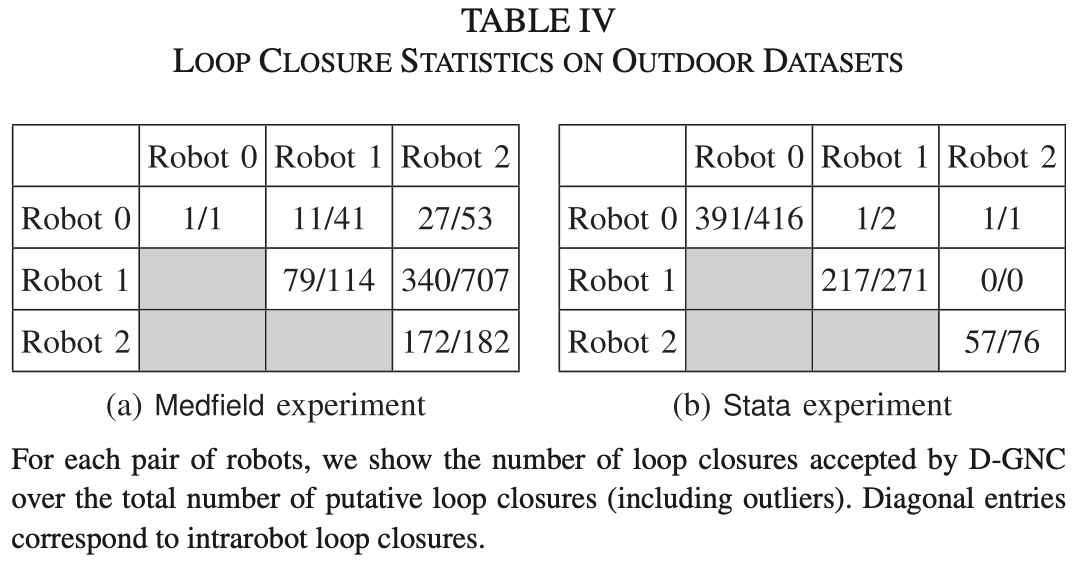 TABLE IV
LOOP CLOSURE STATISTICS ON OUTDOOR DATASETS
Robot 0 Robot 1 Robot 2
Robot 0 1/1 11/41 27/53
Robot 1 79/114 340/707
Robot 2 172/182
(a) Medfield experiment
Robot 0 Robot 1 Robot 2
Robot 0 391/416 1/2 1/1
Robot 1 217/271 0/0
Robot 2 57/76
(b) Stata experiment
For each pair of robots, we show the number of loop closures accepted by D-GNC
over the total number of putative loop closures (including outliers). Diagonal entries
correspond to intrarobot loop closures.